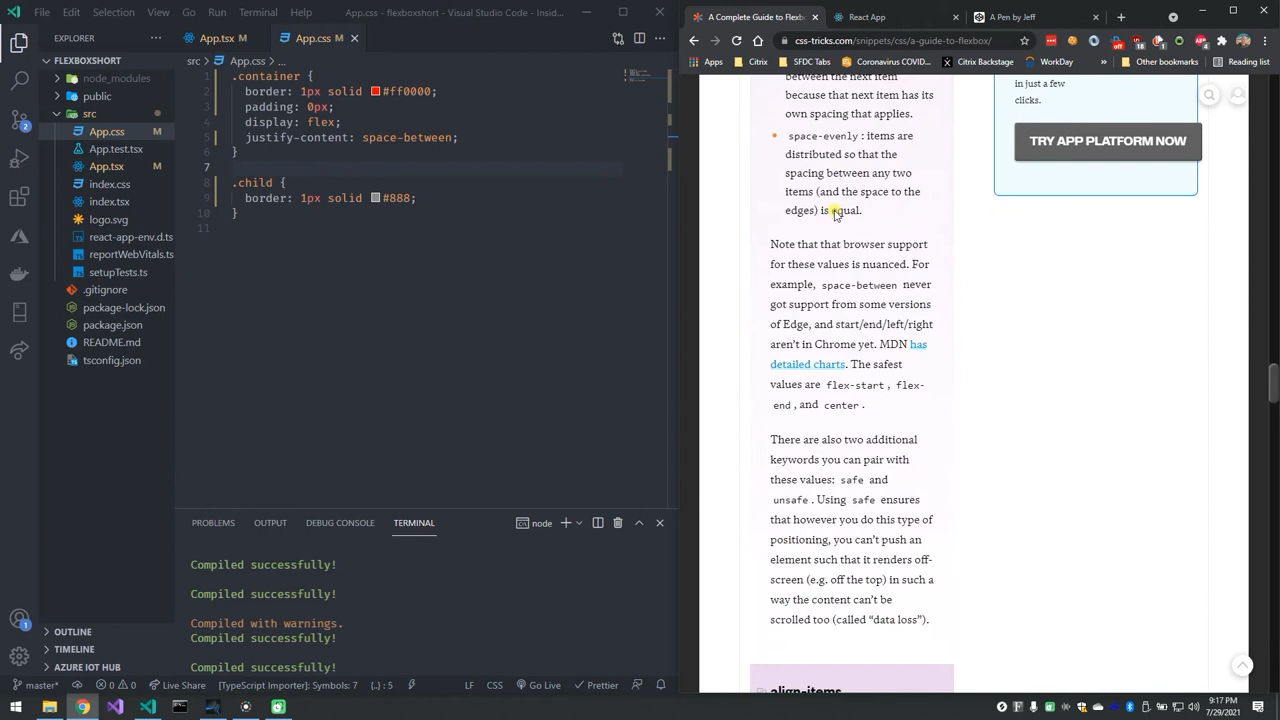 File Edit Selection View Go Run ··· App.css - flexboxshort - Visual Studio Code - Insid...
EXPLORER ···
FLEXBOXSHORT
node_modules
public
src
App.css M
App.test.tsx
App.tsx M
index.css
index.tsx
logo.svg
react-app-env.d.ts
reportWebVitals.ts
setupTests.ts
.gitignore
package-lock.json
package.json
README.md
tsconfig.json
OUTLINE
TIMELINE
AZURE IOT HUB
App.tsx M
App.css M
src > App.css > ...
1 .container {
2 border: 1px solid #ff0000;
3 padding: 0px;
4 display: flex;
5 justify-content: space-between;
6 }
7
8 .child {
9 border: 1px solid #888;
10 }
11
PROBLEMS OUTPUT DEBUG CONSOLE TERMINAL node
Compiled successfully!
Compiled successfully!
Compiled with warnings.
Compiled successfully!
Compiled successfully!
master* 0 0 Live Share [TypeScript Importer]: Symbols: 7 {..} : 5 LF CSS Go Live Prettier
A Complete Guide to Flex
React App
Pen by Jeff
css-tricks.com/snippets/css/a-guide-to-flexbox/
Apps Citrix SFDC Tabs Coronavirus COVID... Citrix Backstage WorkDay » Other bookmarks Reading list
between the next item
because that next item has its
own spacing that applies.
space-evenly : items are
distributed so that the
spacing between any two
items (and the space to the
edges) is equal.
Note that that browser support
for these values is nuanced. For
example, space-between never
got support from some versions
of Edge, and start/end/left/right
aren't in Chrome yet. MDN has
detailed charts. The safest
values are flex-start , flex-
end , and center .
There are also two additional
keywords you can pair with
these values: safe and
unsafe . Using safe ensures
that however you do this type of
positioning, you can't push an
element such that it renders off-
screen (e.g. off the top) in such a
way the content can't be
scrolled too (called “data loss”).
align-items
in just a few
clicks.
TRY APP PLATFORM NOW
9:17 PM
7/29/2021